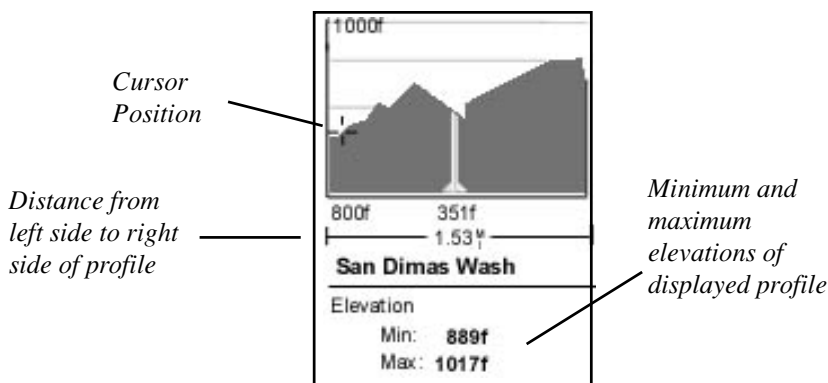 1000f
Cursor
Position
Distance from
left side to right
side of profile
800f 351f
1.53 M I
San Dimas Wash
Elevation
Min: 889f
Max: 1017f
Minimum and
maximum
elevations of
displayed profile